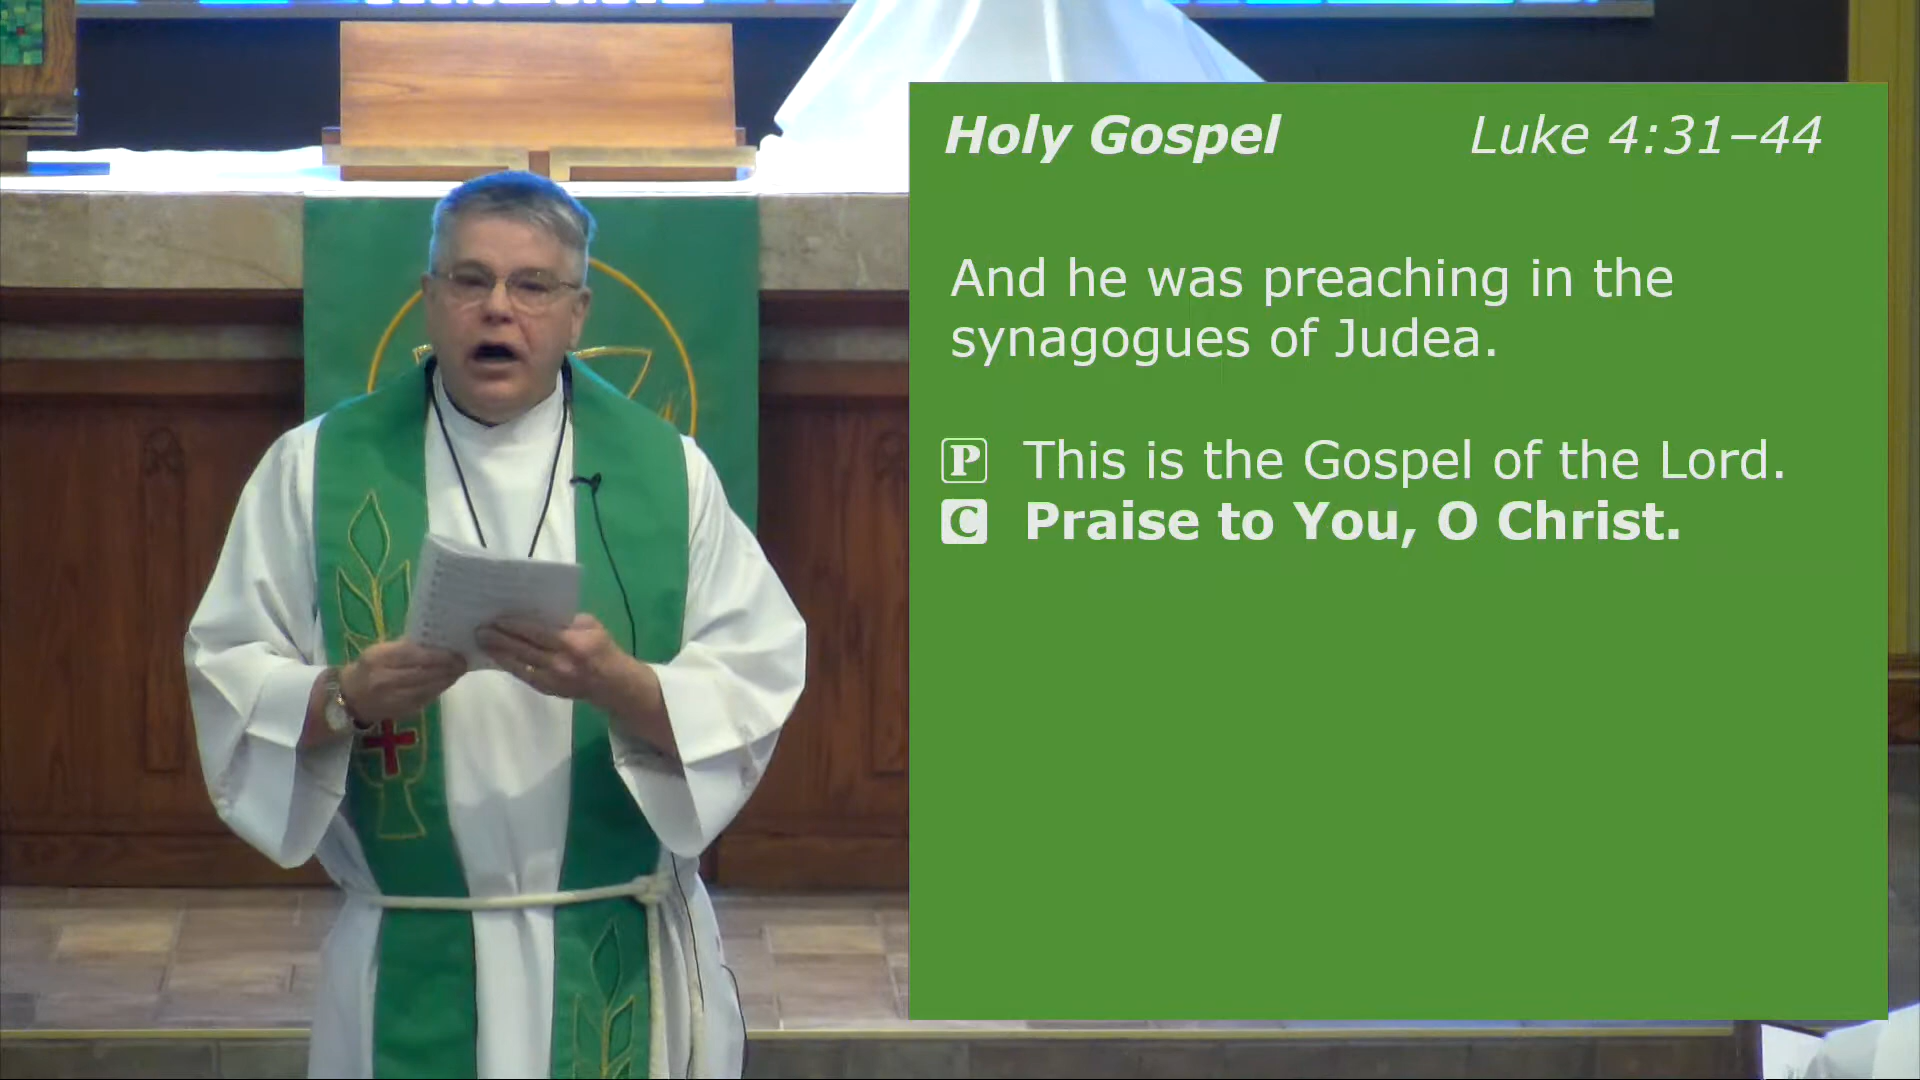 Holy Gospel Luke 4:31–44
And he was preaching in the
synagogues of Judea.
P This is the Gospel of the Lord.
C Praise to You, O Christ.